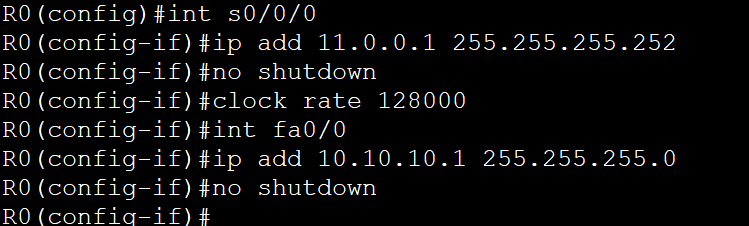 R0(config)#int s0/0/0
R0(config-if)#ip add 11.0.0.1 255.255.255.252
R0(config-if)#no shutdown
R0(config-if)#clock rate 128000
R0(config-if)#int fa0/0
R0(config-if)#ip add 10.10.10.1 255.255.255.0
R0(config-if)#no shutdown
R0(config-if)#